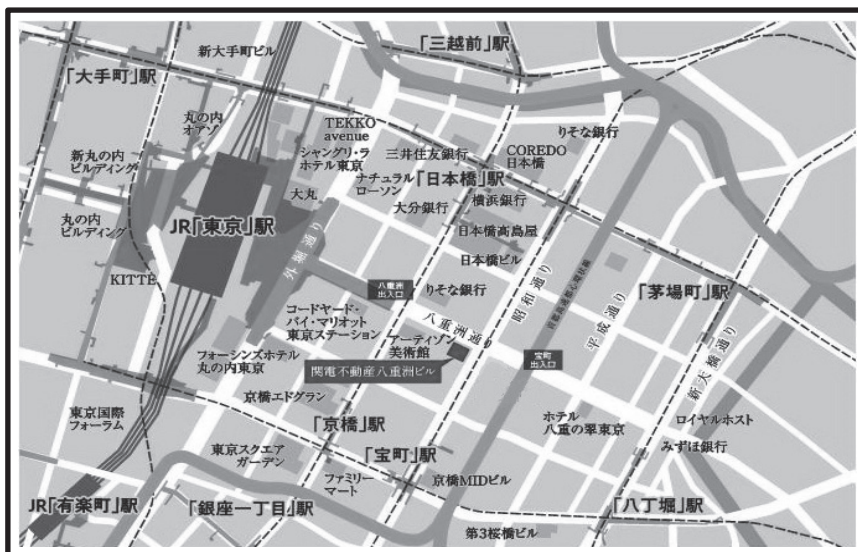 新大手町ビル
「三越前」駅
「大手町」駅
丸の内
オアゾ
TEKKO
avenue
りそな銀行
新丸の内
ビルディング
シャングリ・ラ
ホテル東京
三井住友銀行
COREDO
日本橋
ナチュラル
ローソン
「日本橋」駅
大丸
横浜銀行
大分銀行
丸の内
ビルディング
JR「東京」駅
日本橋髙島屋
外堀通り
日本橋ビル
KITTE
八重洲
出入口
りそな銀行
昭和通り
首都高速都心環状線
「茅場町」駅
コードヤード・
バイ・マリオット
東京ステーション
八重洲通り
平成通り
アーティゾン
美術館
宝町
出入口
新大橋通り
フォーシンズホテル
丸の内東京
関電不動産八重洲ビル
京橋エドグラン
東京国際
フォーラム
「京橋」駅
ホテル
八重の翠東京
ロイヤルホスト
みずほ銀行
東京スクエア
ガーデン
「宝町」駅
ファミリー
マート
京橋MIDビル
JR「有楽町」駅
「銀座一丁目」駅
「八丁堀」駅
第3桜橋ビル